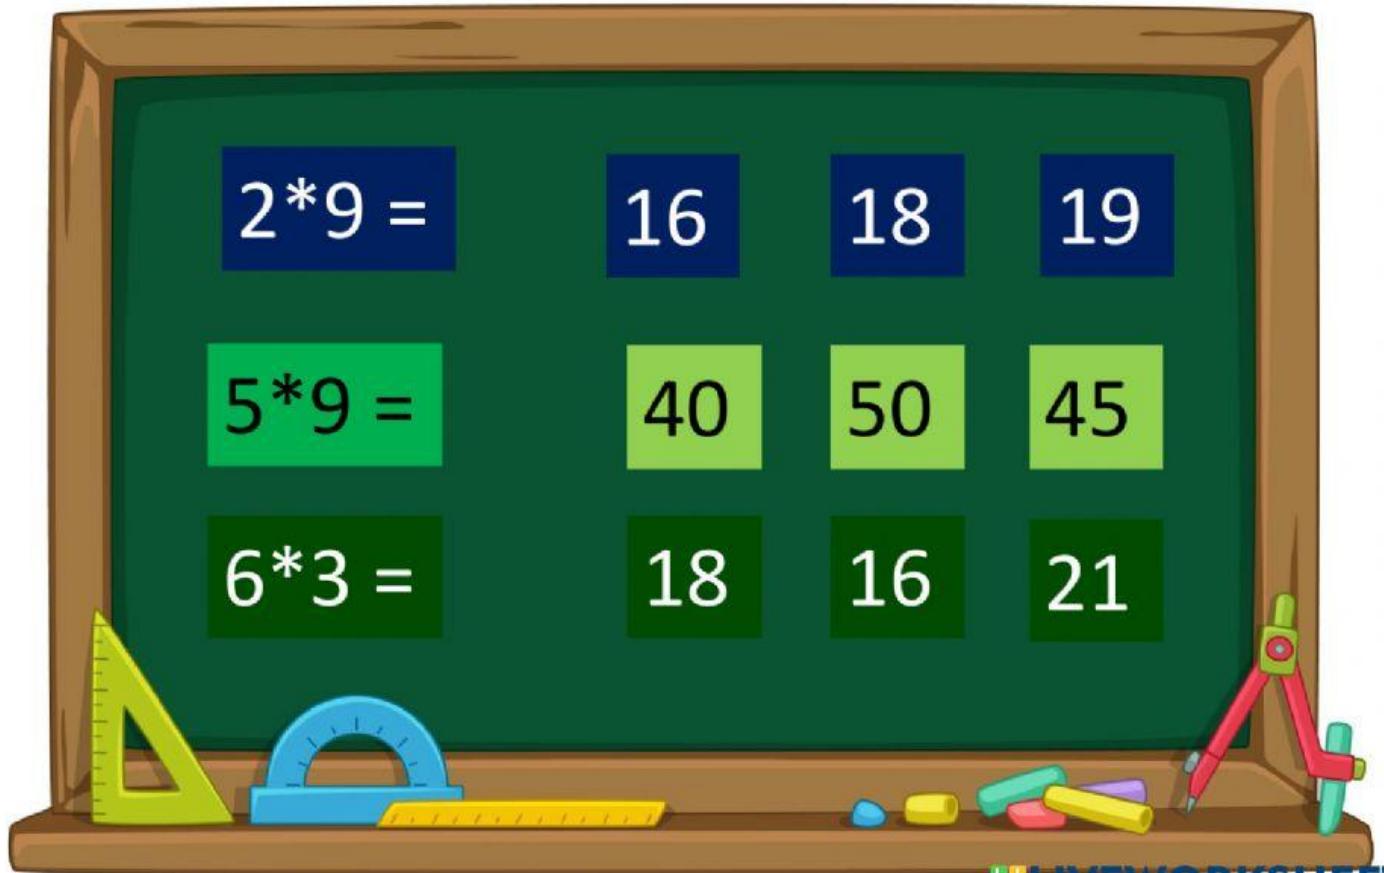 2*9 = 16 18 19
5*9 = 40 50 45
6*3 = 18 16 21